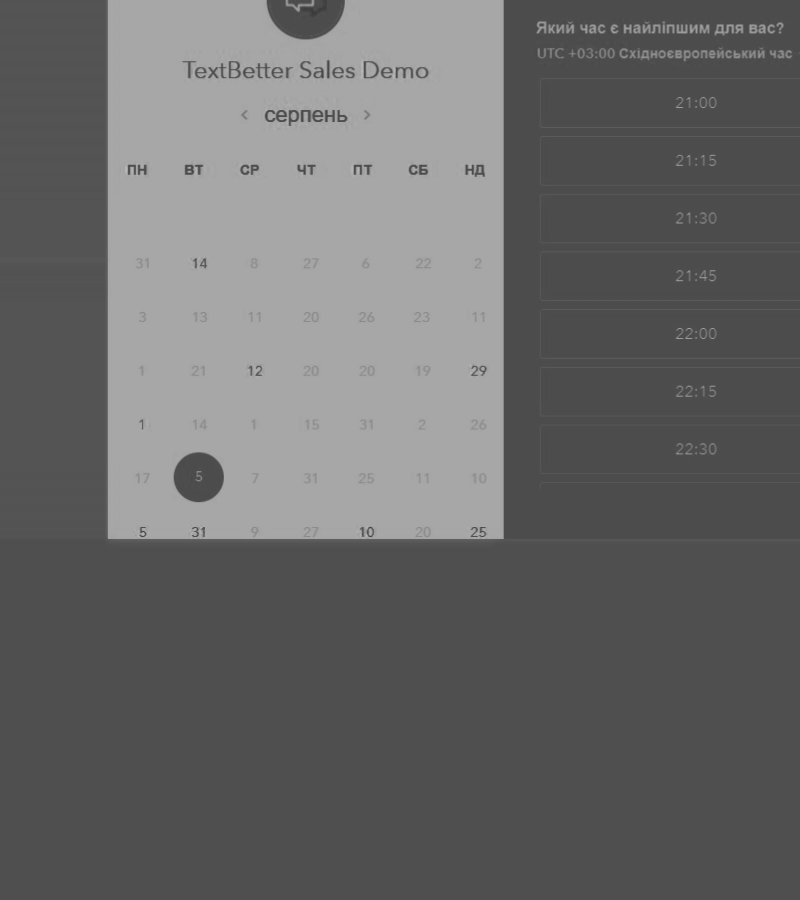 TextBetter Sales Demo
серпень
ПН ВТ СР ЧТ ПТ СБ НД
31 14 8 27 6 22 2
3 13 11 20 26 23 11
1 21 12 20 20 19 29
1 14 1 15 31 2 26
17 5 7 31 25 11 10
5 31 9 27 10 20 25
Який час є найліпшим для вас?
UTC +03:00 Східноєвропейський час
21:00
21:15
21:30
21:45
22:00
22:15
22:30